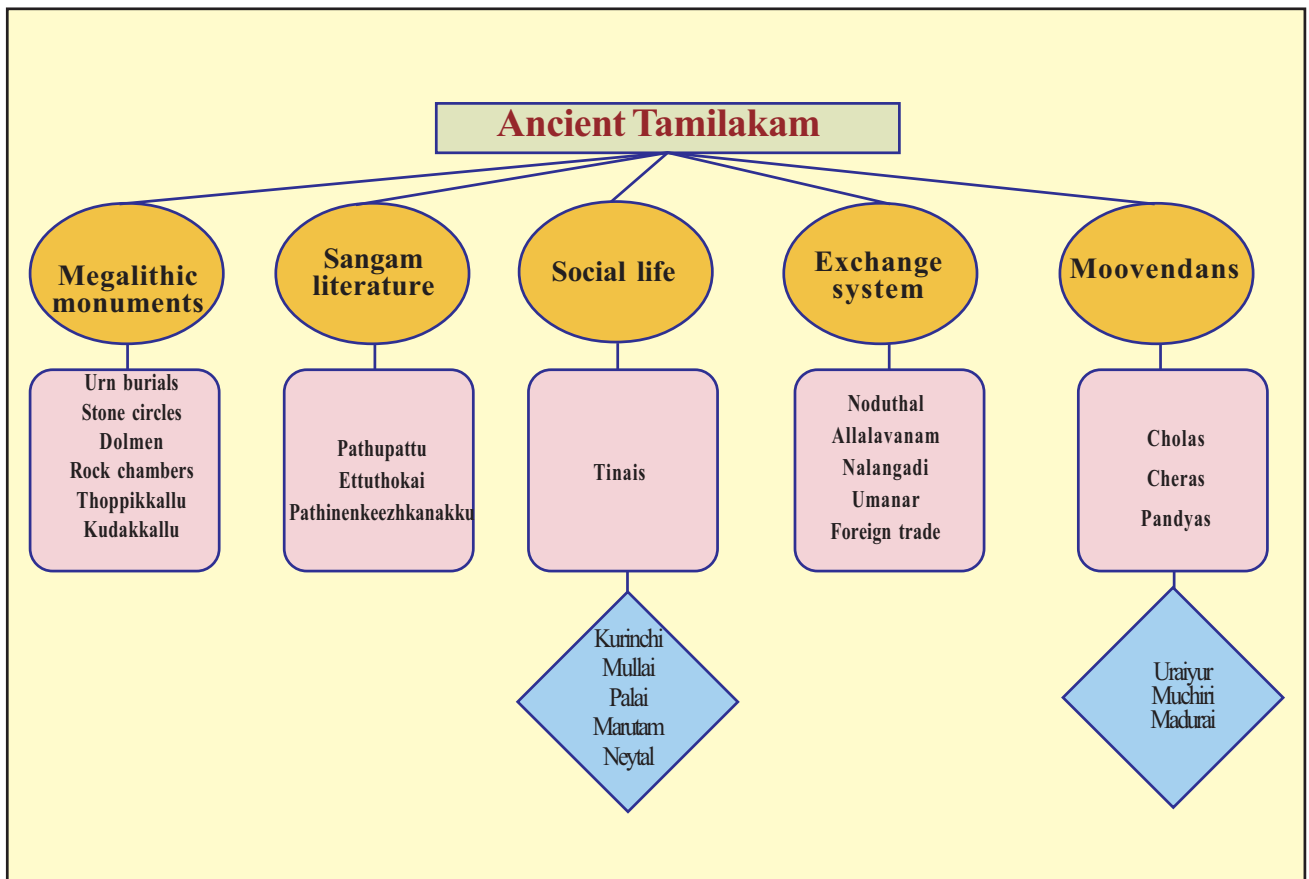 Ancient Tamilakam
Megalithic
monuments
Urn burials
Stone circles
Dolmen
Rock chambers
Thoppikkallu
Kudakkallu
Sangam
literature
Pathupattu
Ettuthokai
Pathinenkeezhkanakku
Social life
Tinais
Kurinchi
Mullai
Palai
Marutam
Neytal
Exchange
system
Noduthal
Allalavanam
Nalangadi
Umanar
Foreign trade
Moovendans
Cholas
Cheras
Pandyas
Uraiyur
Muchiri
Madurai